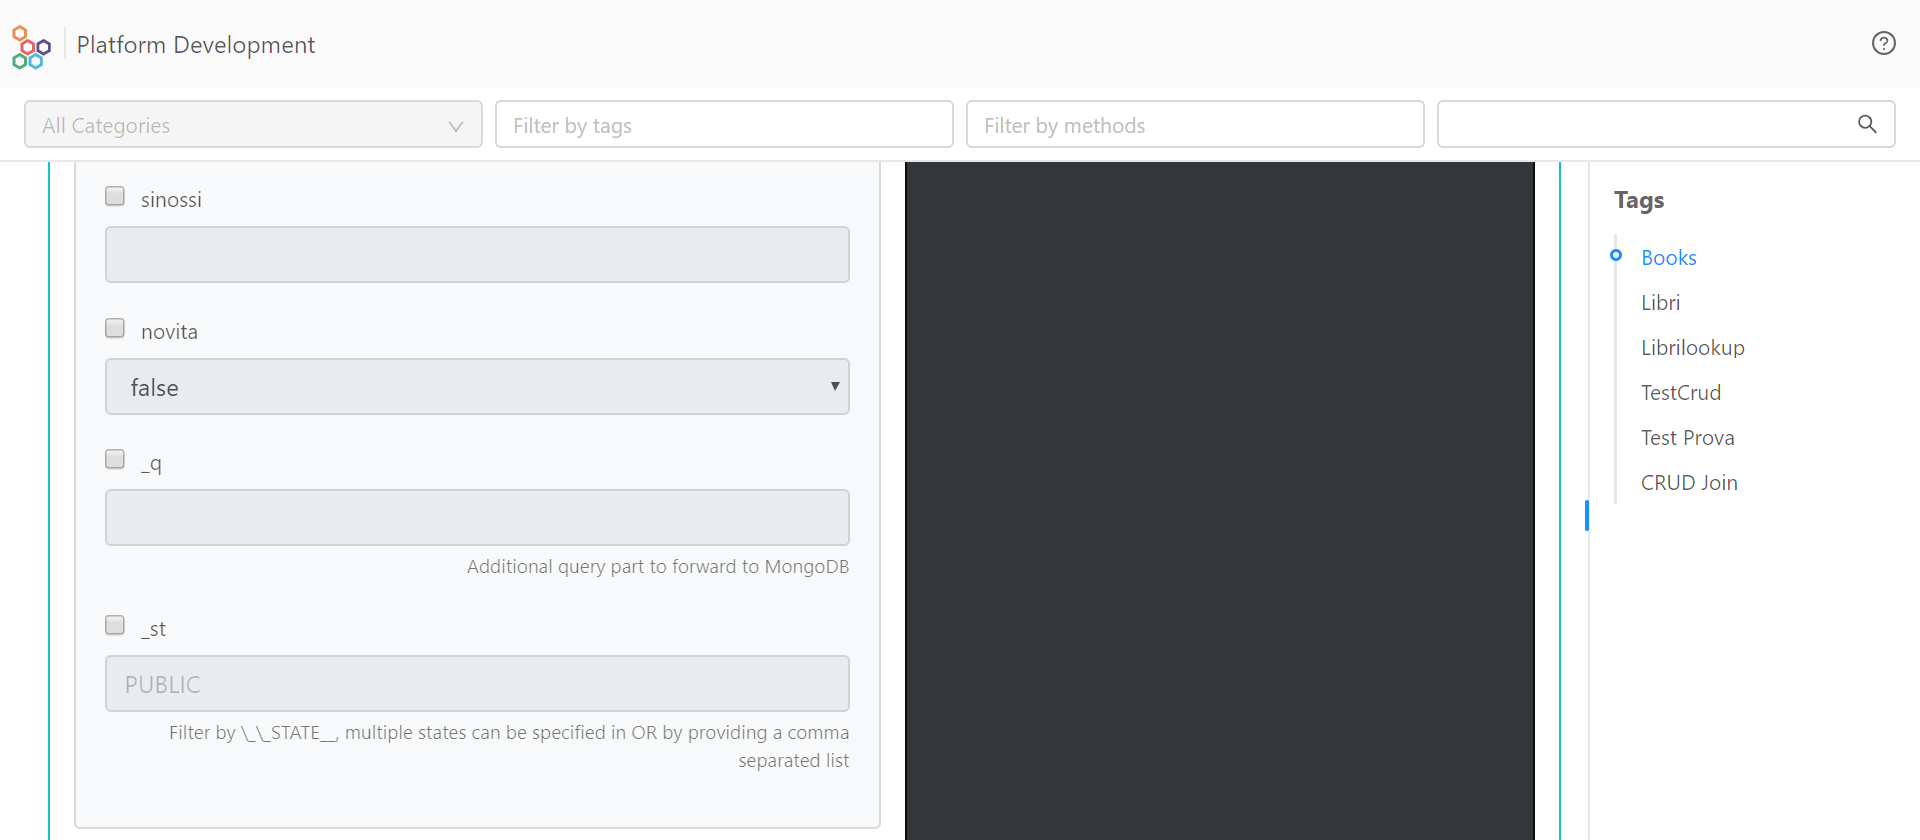 Platform Development
All Categories
Filter by tags
Filter by methods
sinossi
novita
false
_q
Additional query part to forward to MongoDB
_st
PUBLIC
Filter by \_\_STATE__, multiple states can be specified in OR by providing a comma
separated list
Tags
Books
Libri
Librilookup
TestCrud
Test Prova
CRUD Join